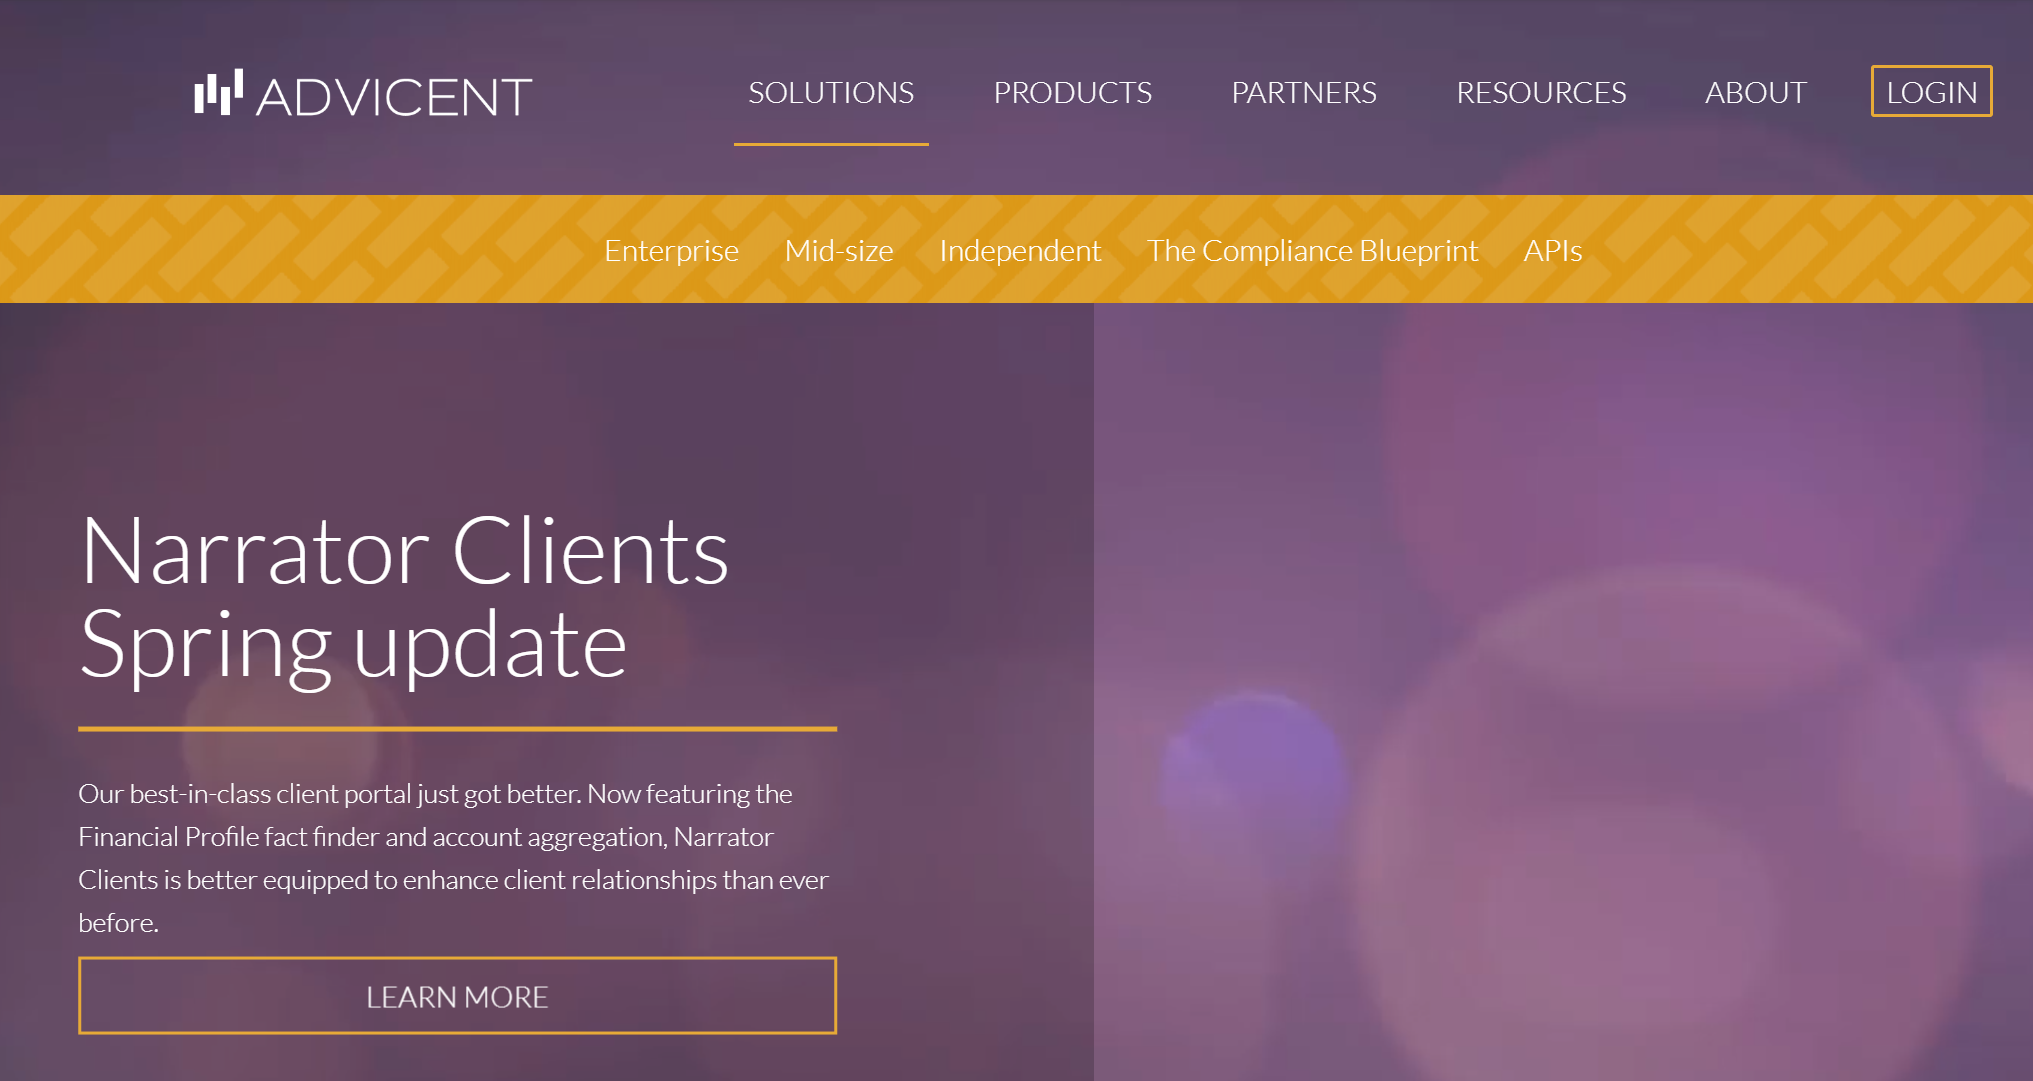 ADVICENT
SOLUTIONS PRODUCTS PARTNERS RESOURCES ABOUT LOGIN
Enterprise Mid-size Independent The Compliance Blueprint APIs
Narrator Clients
Spring update
Our best-in-class client portal just got better. Now featuring the
Financial Profile fact finder and account aggregation, Narrator
Clients is better equipped to enhance client relationships than ever
before.
LEARN MORE